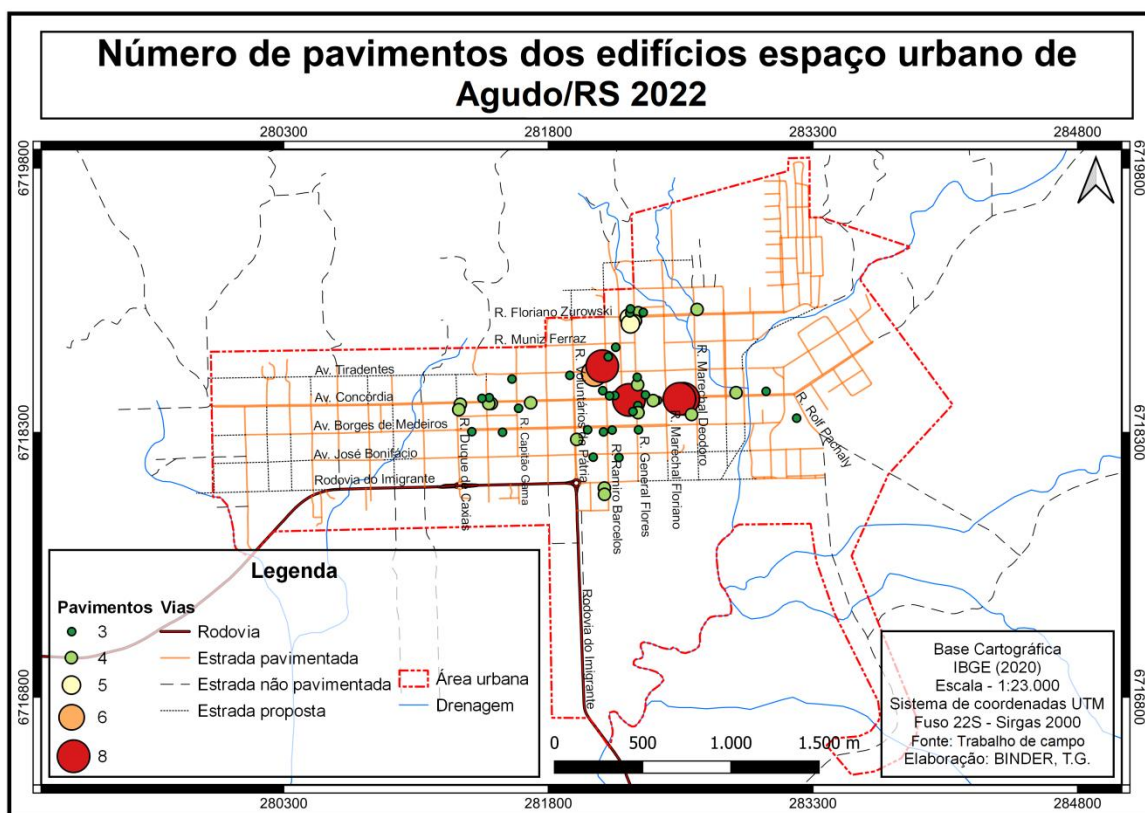 Número de pavimentos dos edifícios espaço urbano de
Agudo/RS 2022
280300
281800
283300
284800
6719800
6719800
R. Floriano Zurowski
R. Muniz Ferraz
Av. Tiradentes
Av. Concórdia
Av. Borges de Medeiros
Av. José Bonifácio
Rodovia do Imigrante
R. Duque de Caxias
R. Capitão Gama
R. Voluntários da Pátria
R. Ramiro Barcelos
R. General Flores
R. Marechal Floriano
R. Marechal Deodoro
R. Rolf Pachaly
Rodovia do Imigrante
6718300
6718300
Legenda
Pavimentos
3
4
5
6
8
Vias
Rodovia
Estrada pavimentada
Estrada não pavimentada
Estrada proposta
Área urbana
Drenagem
0
500
1.000
1.500 m
Base Cartográfica
IBGE (2020)
Escala - 1:23.000
Sistema de coordenadas UTM
Fuso 22S - Sirgas 2000
Fonte: Trabalho de campo
Elaboração: BINDER, T.G.
6716800
6716800
280300
281800
283300
284800